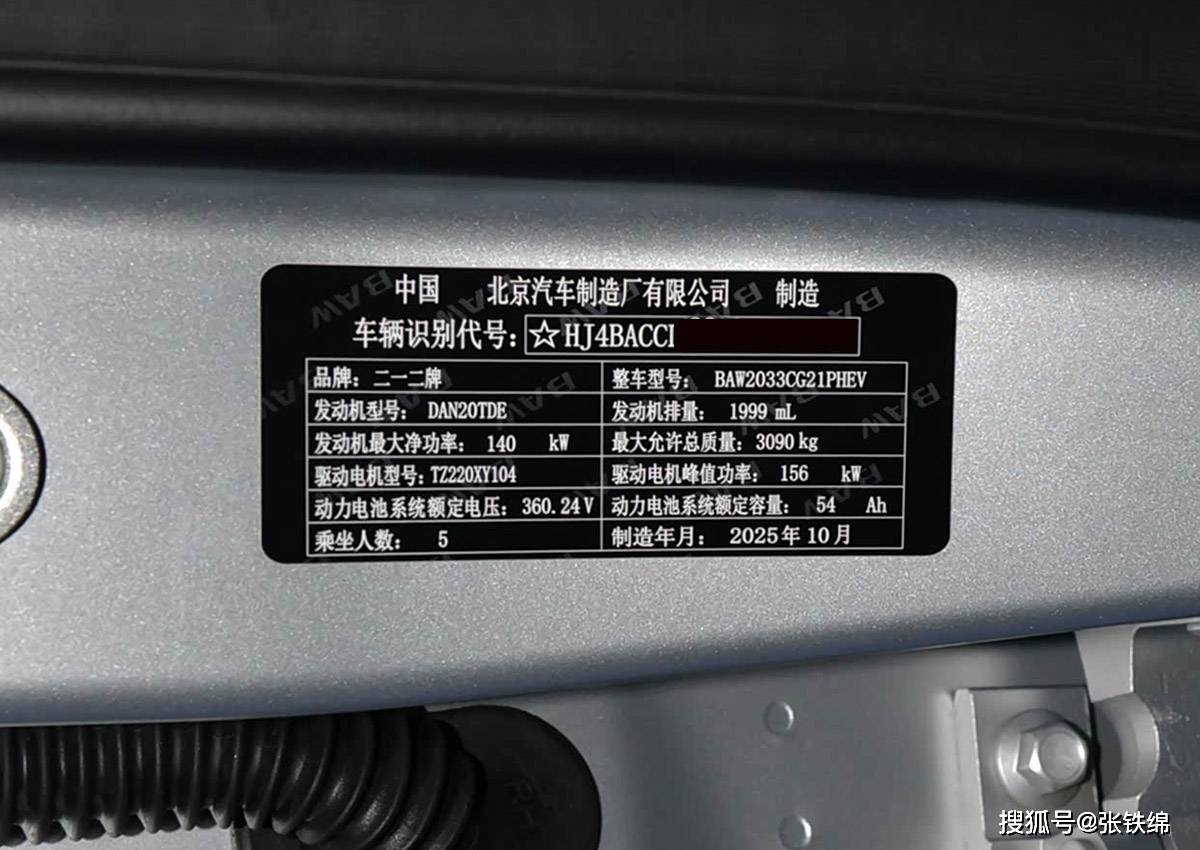 中国 北京汽车制造厂有限公司 制造
车辆识别代号: ☆HJ4BACC
品牌: 二一二牌 整车型号: BAW2033CG21PHEV
发动机型号: DAN20TDE 发动机排量: 1999 mL
发动机最大净功率: 140 kW 最大允许总质量: 3090 kg
驱动电机型号: TZ220XY104 驱动电机峰值功率: 156 kW
动力电池系统额定电压: 360.24V 动力电池系统额定容量: 54 Ah
乘坐人数: 5 制造年月: 2025年10月
搜狐号@张铁绵